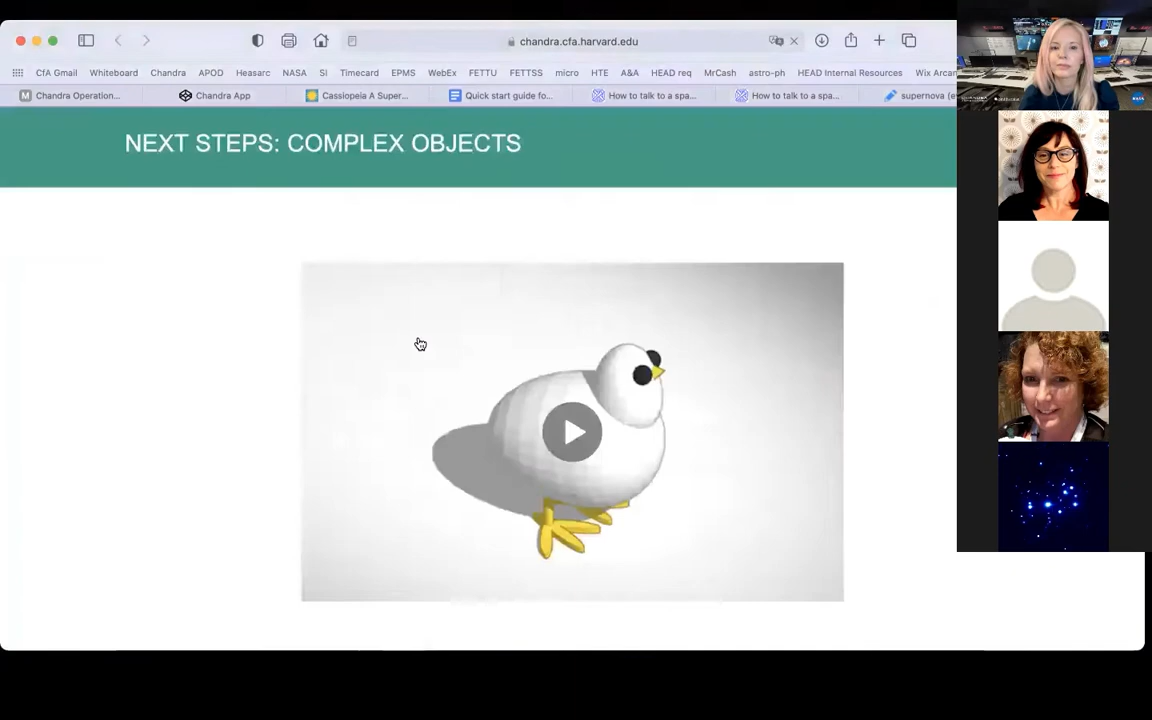 chandra.cfa.harvard.edu
CfA Gmail Whiteboard Chandra APOD Heasarc NASA SI Timecard EPMS WebEx FETTU FETTSS micro HTE A&A HEAD req MrCash astro-ph HEAD Internal Resources Wix Arcan
Chandra Operation... Chandra App Cassiopeia A Super... Quick start guide fo... How to talk to a spa... How to talk to a spa... supernova (e
NEXT STEPS: COMPLEX OBJECTS